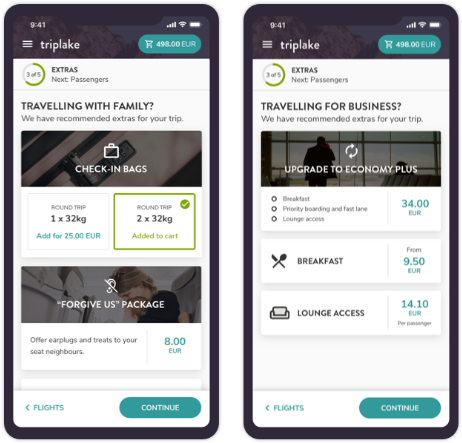 9:41
triplake
498.00 EUR
3 of 5
EXTRAS
Next: Passengers
TRAVELLING WITH FAMILY?
We have recommended extras for your trip.
CHECK-IN BAGS
ROUND TRIP
1 x 32kg
Add for 25.00 EUR
ROUND TRIP
2 x 32kg
Added to cart
“FORGIVE US” PACKAGE
Offer earplugs and treats to your
seat neighbours.
8.00
EUR
FLIGHTS
CONTINUE
9:41
triplake
498.00 EUR
3 of 5
EXTRAS
Next: Passengers
TRAVELLING FOR BUSINESS?
We have recommended extras for your trip.
UPGRADE TO ECONOMY PLUS
Breakfast
Priority boarding and fast lane
Lounge access
34.00
EUR
BREAKFAST
From
9.50
EUR
LOUNGE ACCESS
14.10
EUR
Per passenger
FLIGHTS
CONTINUE